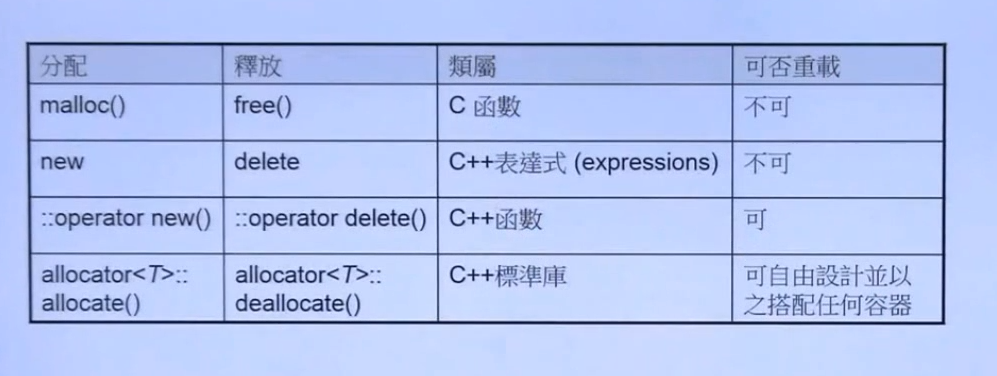 分配 釋放 類屬 可否重載
malloc() free() C 函數 不可
new delete C++表達式 (expressions) 不可
::operator new() ::operator delete() C++函數 可
allocator<T>:: allocator<T>:: C++標準庫 可自由設計並以
allocate() deallocate() 之搭配任何容器